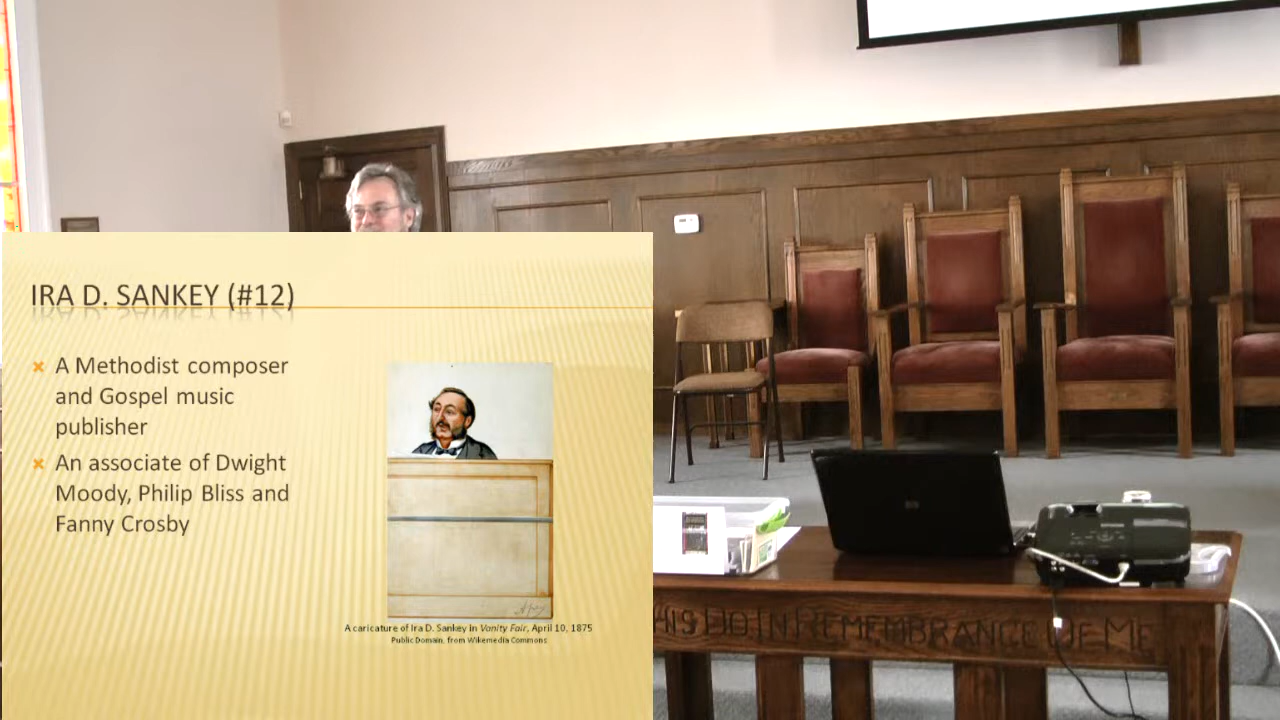 IRA D. SANKEY (#12)
A Methodist composer
and Gospel music
publisher
An associate of Dwight
Moody, Philip Bliss and
Fanny Crosby
A caricature of Ira D. Sankey in Vanity Fair, April 10, 1875
Public Domain, from Wikimedia Commons
HIS DO IN REMEMBRANCE OF ME